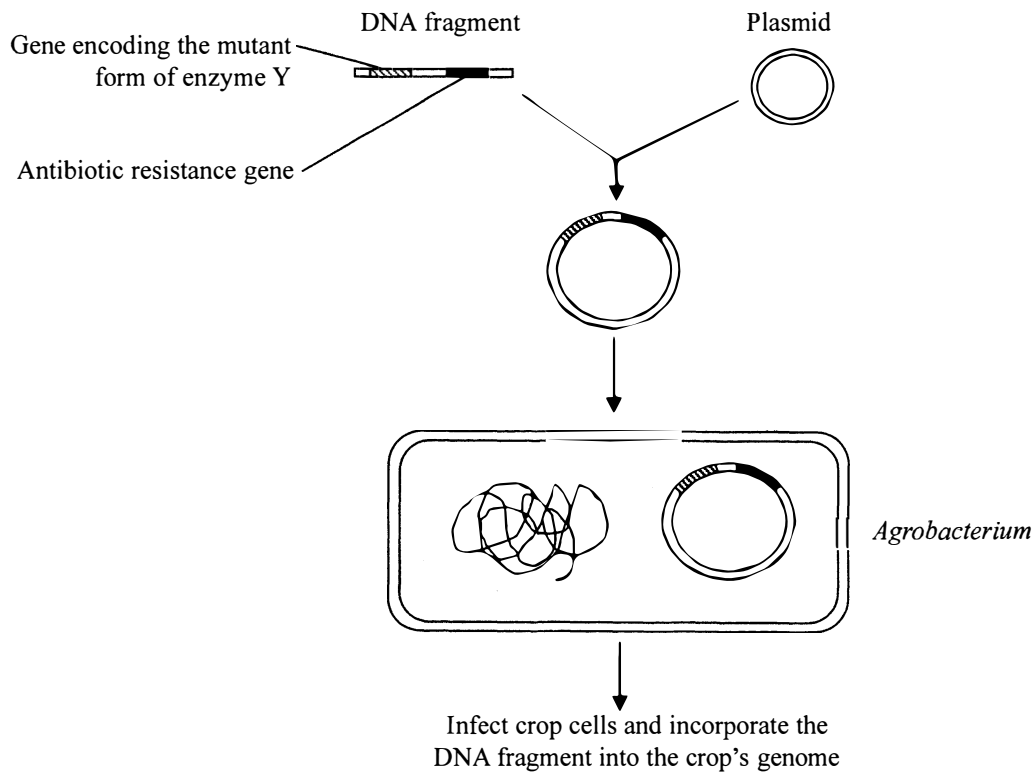 DNA fragment
Plasmid
Gene encoding the mutant
form of enzyme Y
Antibiotic resistance gene
Agrobacterium
Infect crop cells and incorporate the
DNA fragment into the crop's genome